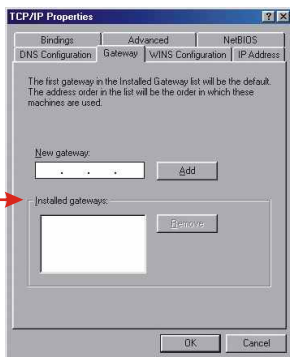 TCP/IP Properties
Bindings Advanced NetBIOS
DNS Configuration Gateway WINS Configuration IP Address
The first gateway in the Installed Gateway list will be the default.
The address order in the list will be the order in which these
machines are used.
New gateway:
. . .
Add
Installed gateways:
Remove
OK Cancel